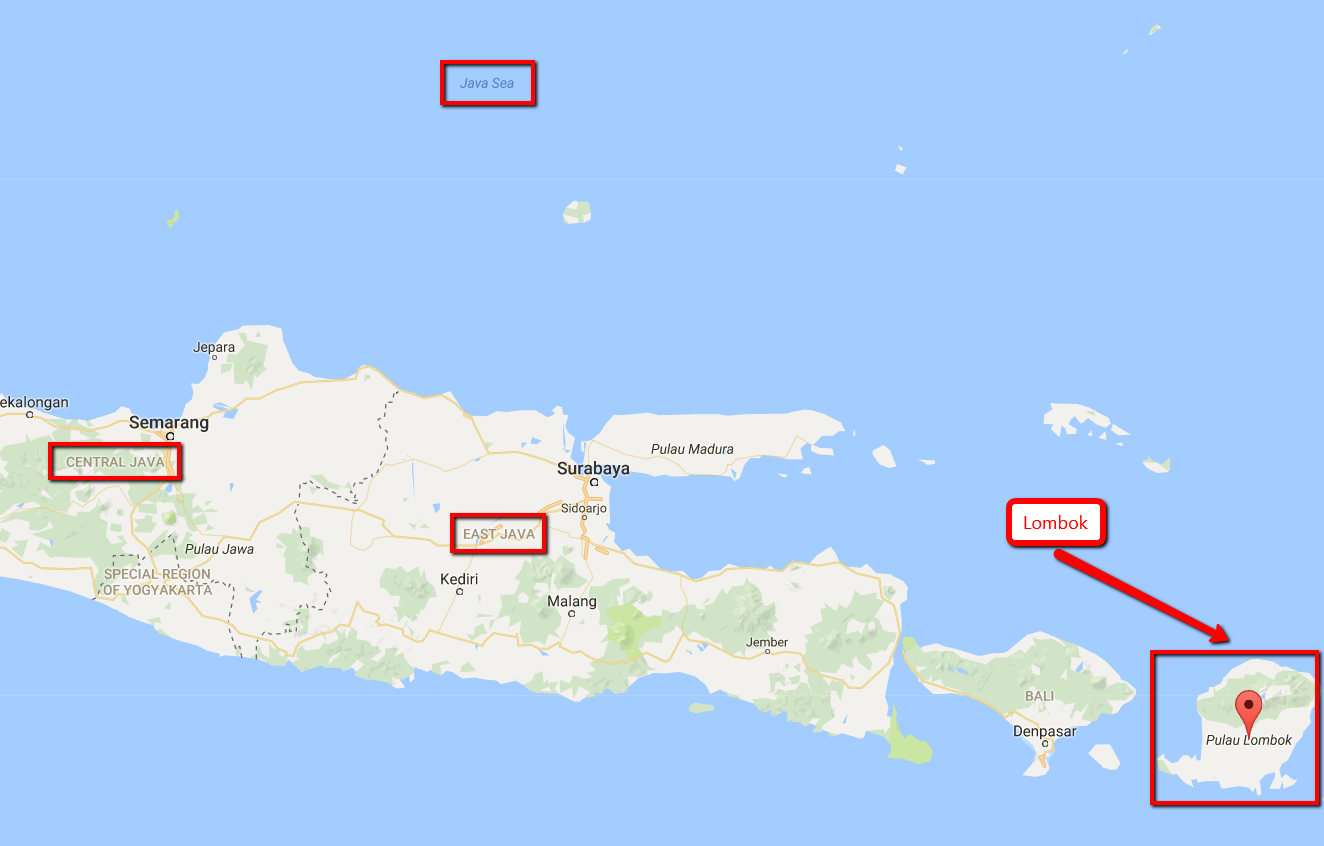 Java Sea
Jepara
ekalongan
Semarang
CENTRAL JAVA
Pulau Madura
Surabaya
Sidoarjo
Lombok
EAST JAVA
Pulau Jawa
SPECIAL REGION
OF YOGYAKARTA
Kediri
Malang
Jember
BALI
Denpasar
Pulau Lombok